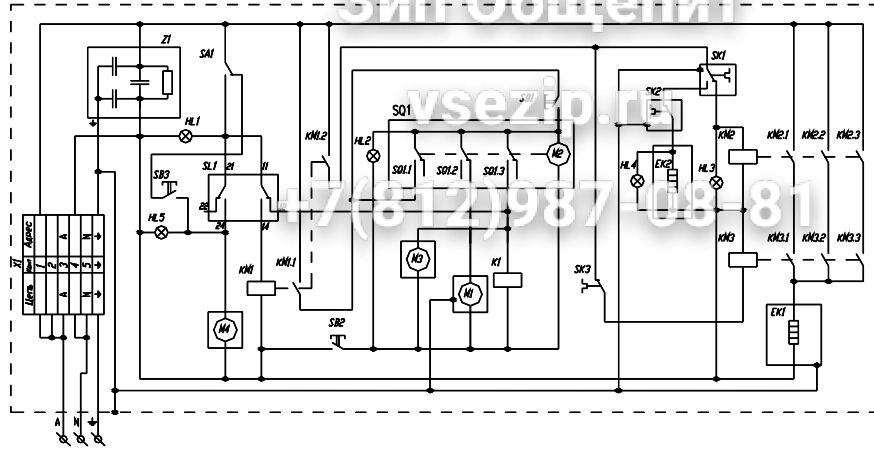 ЗипОбщепит
vsezip.ru
+7(812)987-08-81
Z1
SA1
HL1
SB3
SL1 21 11
22
HL5
24 14
KM1
KM1.1
KM1.2
SB2
M4
HL2
SQ1
SQ1.1 SQ1.2 SQ1.3
M2
M3
M1
K1
SK1
SK2
SK3
HL4
EK2
HL3
KM2 KM2.1 KM2.2 KM2.3
KM3 KM3.1 KM3.2 KM3.3
EK1
X1
Адрес
A N
Конт
1 2 3 4 5
Цепь
A N
A N